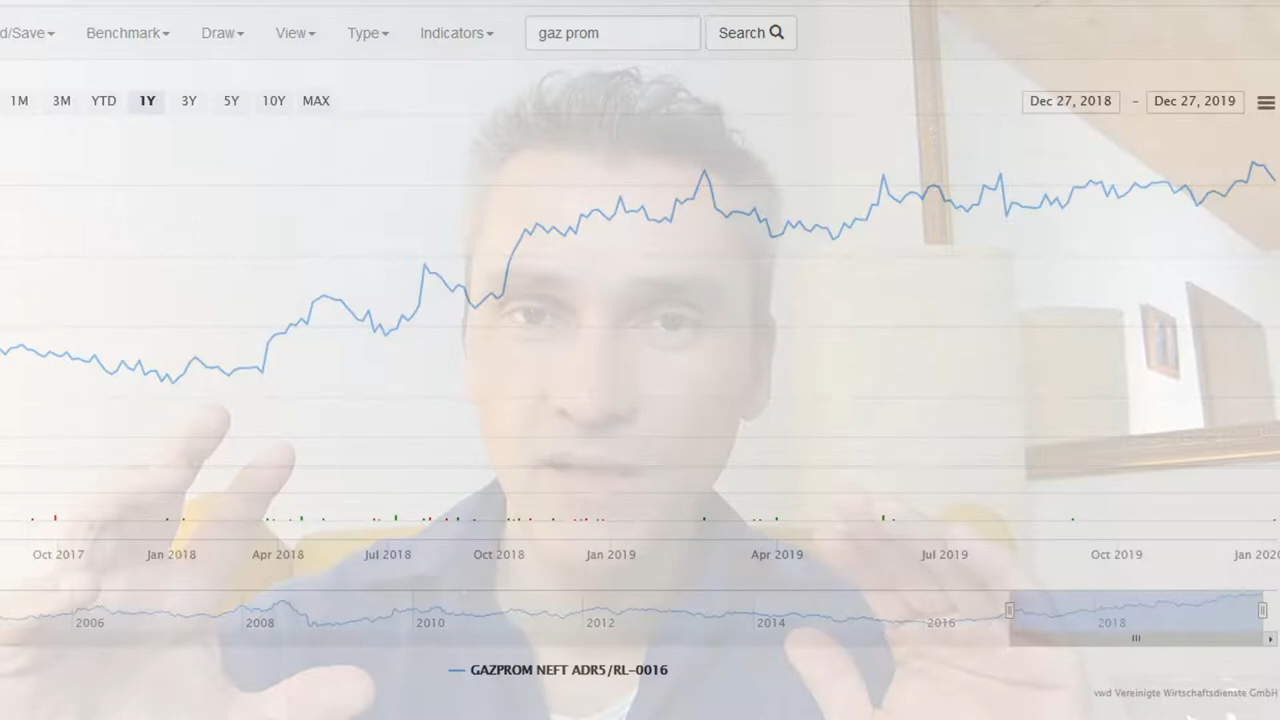 d/Save Benchmark Draw View Type Indicators gaz prom Search
1M 3M YTD 1Y 3Y 5Y 10Y MAX Dec 27, 2018 – Dec 27, 2019
Oct 2017 Jan 2018 Apr 2018 Jul 2018 Oct 2018 Jan 2019 Apr 2019 Jul 2019 Oct 2019 Jan 2020
2006 2008 2010 2012 2014 2016 2018
GAZPROM NEFT ADR5/RL-0016
vwd Vereinigte Wirtschaftsdienste GmbH